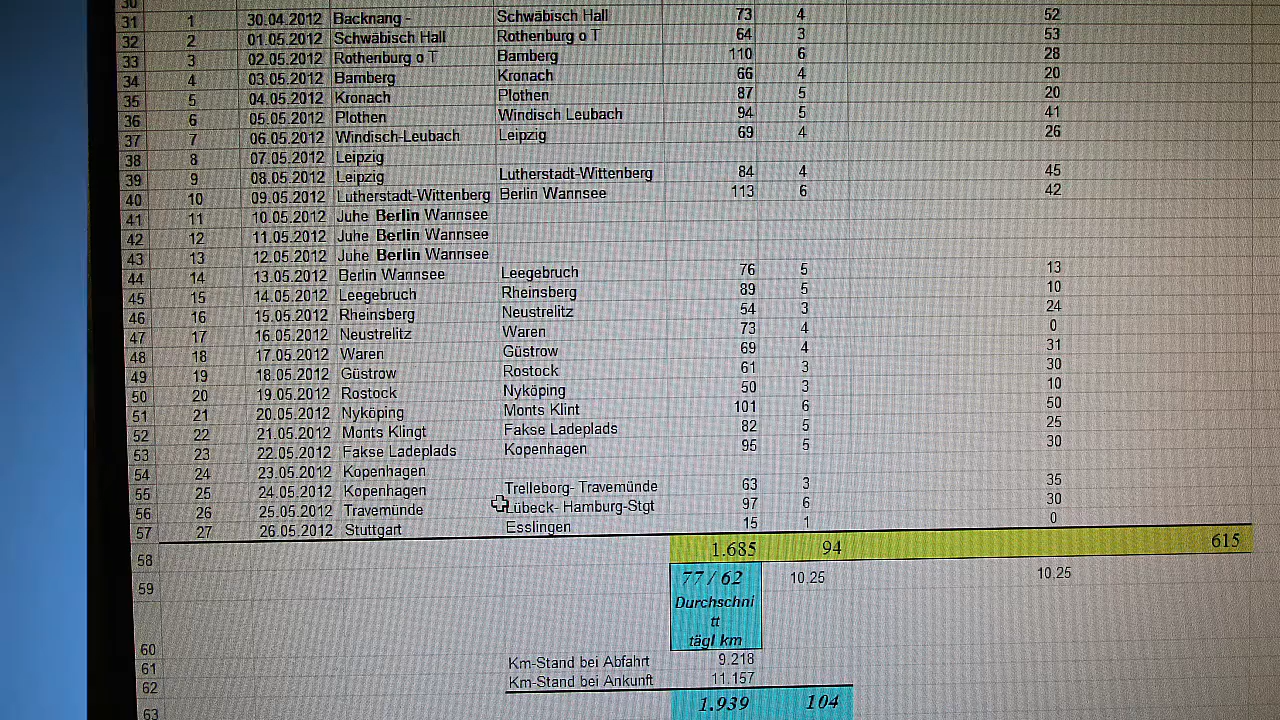 30
31 1 30.04.2012 Backnang - Schwäbisch Hall 73 4 52
32 2 01.05.2012 Schwäbisch Hall Rothenburg o T 64 3 53
33 3 02.05.2012 Rothenburg o T Bamberg 110 6 28
34 4 03.05.2012 Bamberg Kronach 66 4 20
35 5 04.05.2012 Kronach Plothen 87 5 20
36 6 05.05.2012 Plothen Windisch Leubach 94 5 41
37 7 06.05.2012 Windisch-Leubach Leipzig 69 4 26
38 8 07.05.2012 Leipzig
39 9 08.05.2012 Leipzig Lutherstadt-Wittenberg 84 4 45
40 10 09.05.2012 Lutherstadt-Wittenberg Berlin Wannsee 113 6 42
41 11 10.05.2012 Juhe Berlin Wannsee
42 12 11.05.2012 Juhe Berlin Wannsee
43 13 12.05.2012 Juhe Berlin Wannsee
44 14 13.05.2012 Berlin Wannsee Leegebruch 76 5 13
45 15 14.05.2012 Leegebruch Rheinsberg 89 5 10
46 16 15.05.2012 Rheinsberg Neustrelitz 54 3 24
47 17 16.05.2012 Neustrelitz Waren 73 4 0
48 18 17.05.2012 Waren Güstrow 69 4 31
49 19 18.05.2012 Güstrow Rostock 61 3 30
50 20 19.05.2012 Rostock Nyköping 50 3 10
51 21 20.05.2012 Nyköping Monts Klint 101 6 50
52 22 21.05.2012 Monts Klingt Fakse Ladeplads 82 5 25
53 23 22.05.2012 Fakse Ladeplads Kopenhagen 95 5 30
54 24 23.05.2012 Kopenhagen
55 25 24.05.2012 Kopenhagen Trelleborg- Travemünde 63 3 35
56 26 25.05.2012 Travemünde Lübeck- Hamburg-Stgt 97 6 30
57 27 26.05.2012 Stuttgart Esslingen 15 1 0
58 1.685 94 615
59 77 / 62 10,25 10,25
Durchschni
tt
60 tägl km
61 Km-Stand bei Abfahrt 9.218
62 Km-Stand bei Ankunft 11.157
63 1.939 104